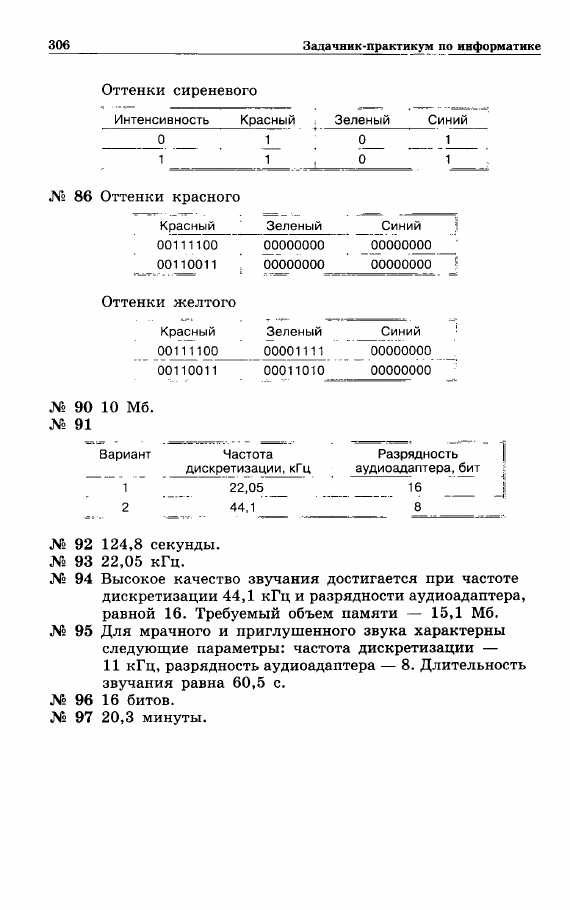 306 Задачник-практикум по информатике
Оттенки сиреневого
Интенсивность Красный Зеленый Синий
0 1 0 1
1 1 0 1
№ 86 Оттенки красного
Красный Зеленый Синий
00111100 00000000 00000000
00110011 00000000 00000000
Оттенки желтого
Красный Зеленый Синий
00111100 00001111 00000000
00110011 00011010 00000000
№ 90 10 Мб.
№ 91
Вариант Частота Разрядность
дискретизации, кГц аудиоадаптера, бит
1 22,05 16
2 44,1 8
№ 92 124,8 секунды.
№ 93 22,05 кГц.
№ 94 Высокое качество звучания достигается при частоте
дискретизации 44,1 кГц и разрядности аудиоадаптера,
равной 16. Требуемый объем памяти — 15,1 Мб.
№ 95 Для мрачного и приглушенного звука характерны
следующие параметры: частота дискретизации —
11 кГц, разрядность аудиоадаптера — 8. Длительность
звучания равна 60,5 с.
№ 96 16 битов.
№ 97 20,3 минуты.